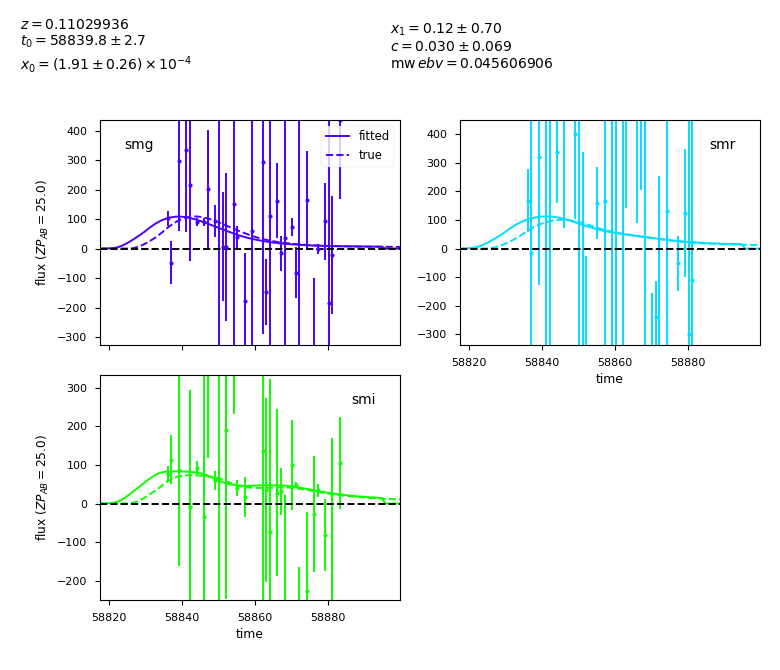 z = 0.11029936
t₀ = 58839.8 ± 2.7
x₀ = (1.91 ± 0.26) × 10⁻⁴
x₁ = 0.12 ± 0.70
c = 0.030 ± 0.069
mw ebv = 0.045606906
smg
fitted
true
400
300
200
100
0
−100
−200
−300
flux (ZP_AB = 25.0)
smr
400
300
200
100
0
−100
−200
−300
58820
58840
58860
58880
time
smi
300
200
100
0
−100
−200
flux (ZP_AB = 25.0)
58820
58840
58860
58880
time